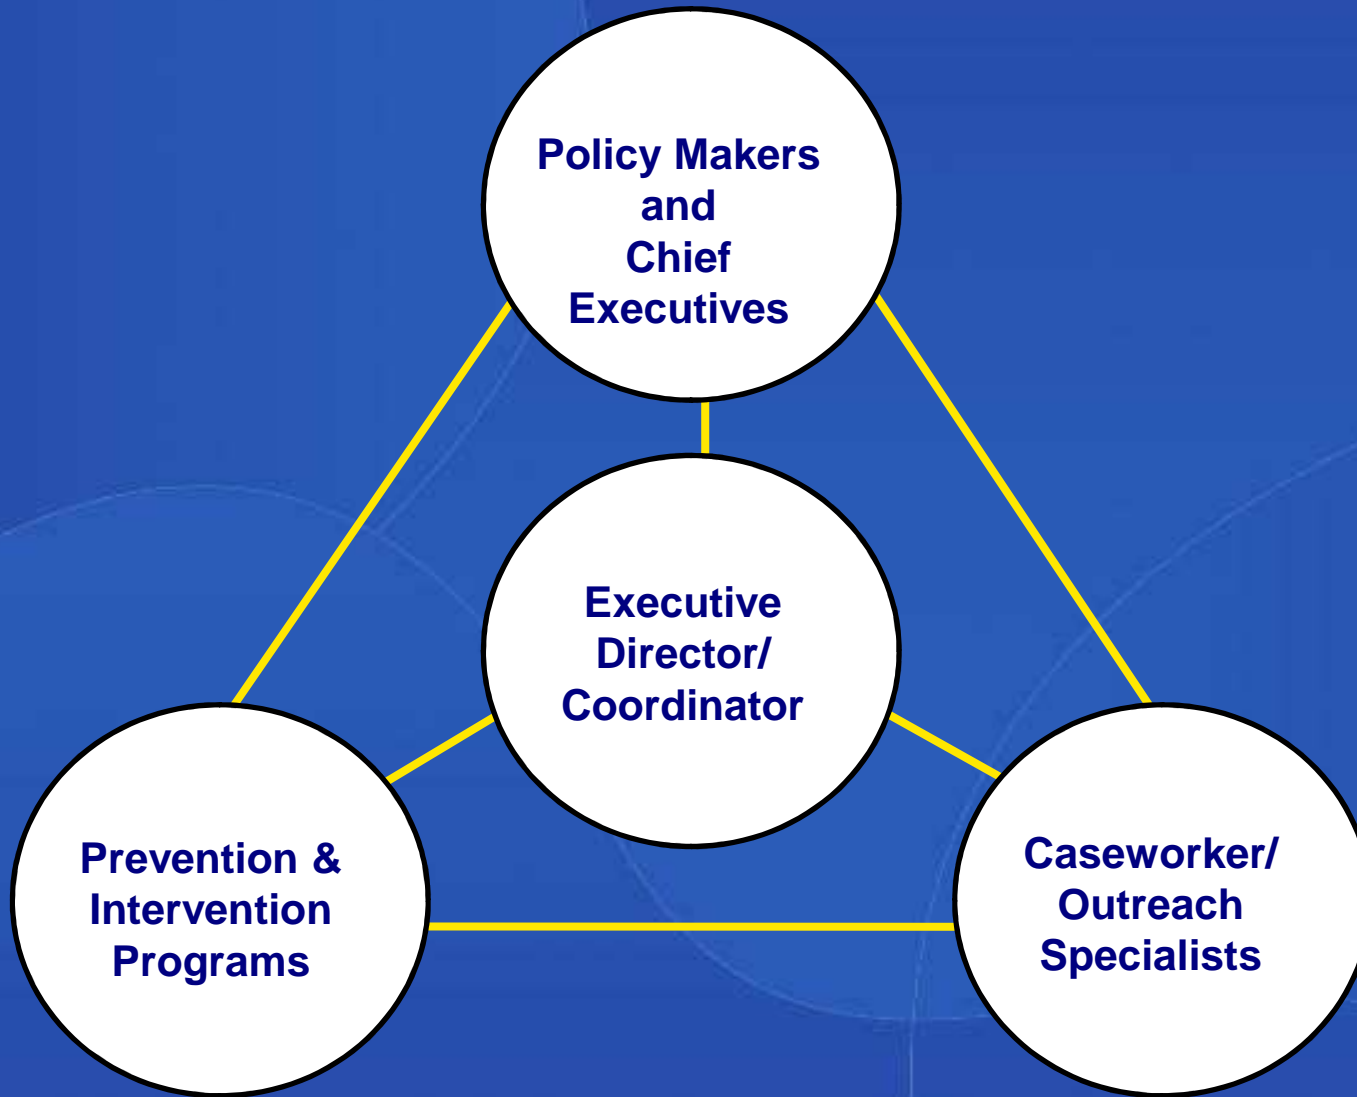 Policy Makers
and
Chief
Executives
Executive
Director/
Coordinator
Prevention &
Intervention
Programs
Caseworker/
Outreach
Specialists